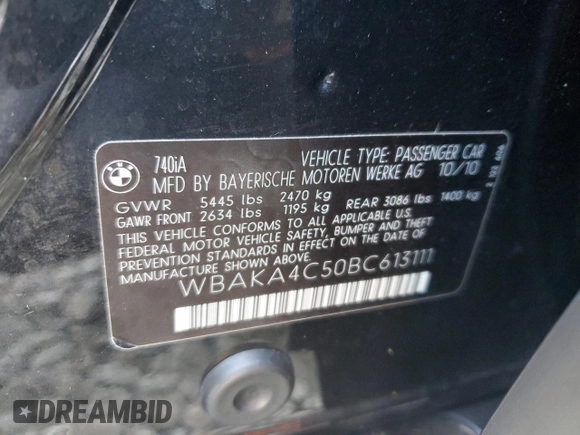 BMW
740iA
VEHICLE TYPE: PASSENGER CAR
MFD BY BAYERISCHE MOTOREN WERKE AG 10/10
GVWR 5445 lbs 2470 kg
GAWR FRONT 2634 lbs 1195 kg REAR 3086 lbs 1400 kg
THIS VEHICLE CONFORMS TO ALL APPLICABLE U.S.
FEDERAL MOTOR VEHICLE SAFETY, BUMPER AND THEFT
PREVENTION STANDARDS IN EFFECT ON THE DATE OF
MANUFACTURE SHOWN ABOVE.
WBAKA4C50BC613111
DREAMBID